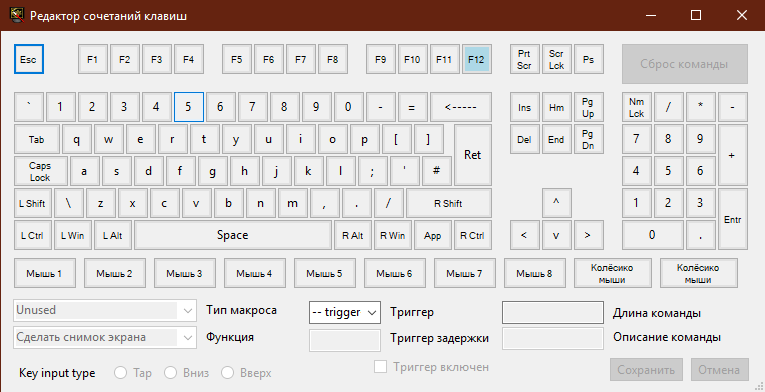 Редактор сочетаний клавиш
Esc F1 F2 F3 F4 F5 F6 F7 F8 F9 F10 F11 F12 Prt Scr Scr Lck Ps Сброс команды
` 1 2 3 4 5 6 7 8 9 0 - = <----- Ins Hm Pg Up Nm Lck / * -
Tab q w e r t y u i o p [ ] Ret Del End Pg Dn 7 8 9 +
Caps Lock a s d f g h j k l ; ' # 4 5 6
L Shift \ z x c v b n m , . / R Shift ^ 1 2 3 Entr
L Ctrl L Win L Alt Space R Alt R Win App R Ctrl < v > 0 .
Мышь 1 Мышь 2 Мышь 3 Мышь 4 Мышь 5 Мышь 6 Мышь 7 Мышь 8 Колёсико мыши Колёсико мыши
Unused Тип макроса -- trigger Триггер Длина команды
Сделать снимок экрана Функция Триггер задержки Описание команды
Key input type Tap Вниз Вверх Триггер включен Сохранить Отмена